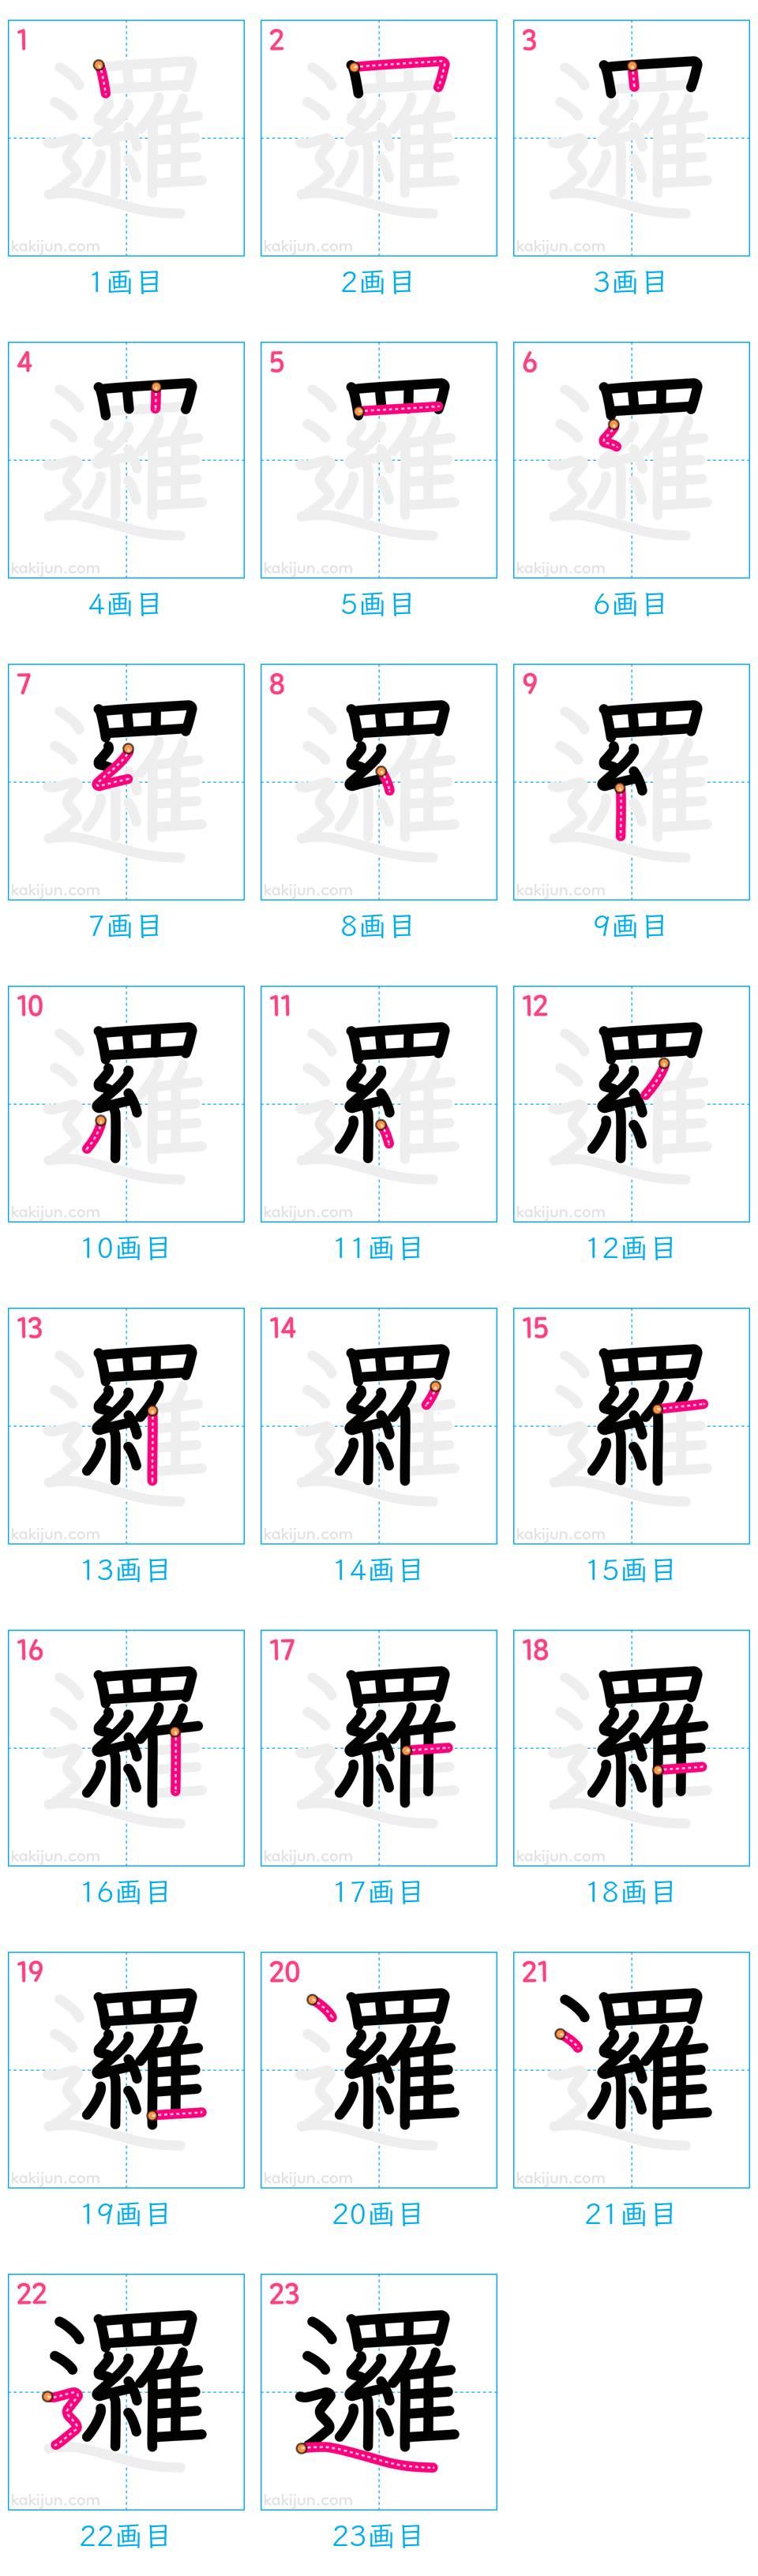 1 2 3
kakijun.com kakijun.com kakijun.com
1画目 2画目 3画目
4 5 6
kakijun.com kakijun.com kakijun.com
4画目 5画目 6画目
7 8 9
kakijun.com kakijun.com kakijun.com
7画目 8画目 9画目
10 11 12
kakijun.com kakijun.com kakijun.com
10画目 11画目 12画目
13 14 15
kakijun.com kakijun.com kakijun.com
13画目 14画目 15画目
16 17 18
kakijun.com kakijun.com kakijun.com
16画目 17画目 18画目
19 20 21
kakijun.com kakijun.com kakijun.com
19画目 20画目 21画目
22 23
邏
kakijun.com kakijun.com
22画目 23画目